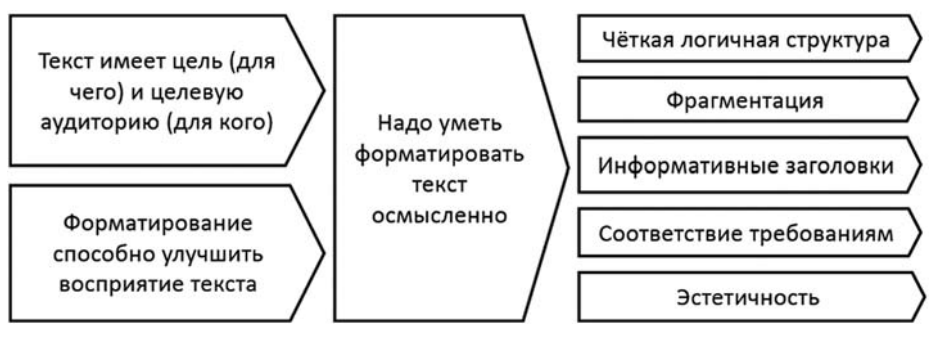 Текст имеет цель (для
чего) и целевую
аудиторию (для кого)
Форматирование
способно улучшить
восприятие текста
Надо уметь
форматировать
текст
осмысленно
Чёткая логичная структура
Фрагментация
Информативные заголовки
Соответствие требованиям
Эстетичность